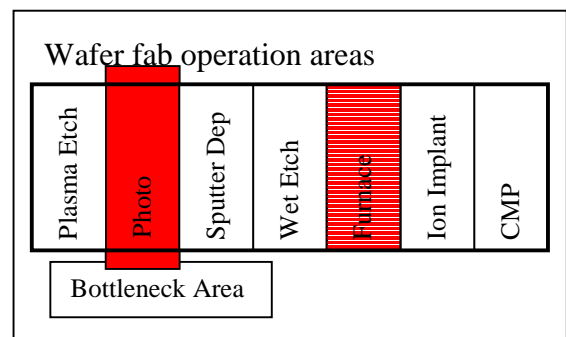 Wafer fab operation areas
Plasma Etch
Photo
Sputter Dep
Wet Etch
Furnace
Ion Implant
CMP
Bottleneck Area